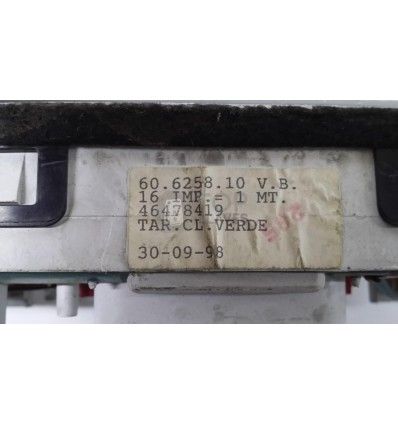 60.6258.10 V.B.
16 IMP.= 1 MT.
46478419
TAR.CL.VERDE
30-09-98